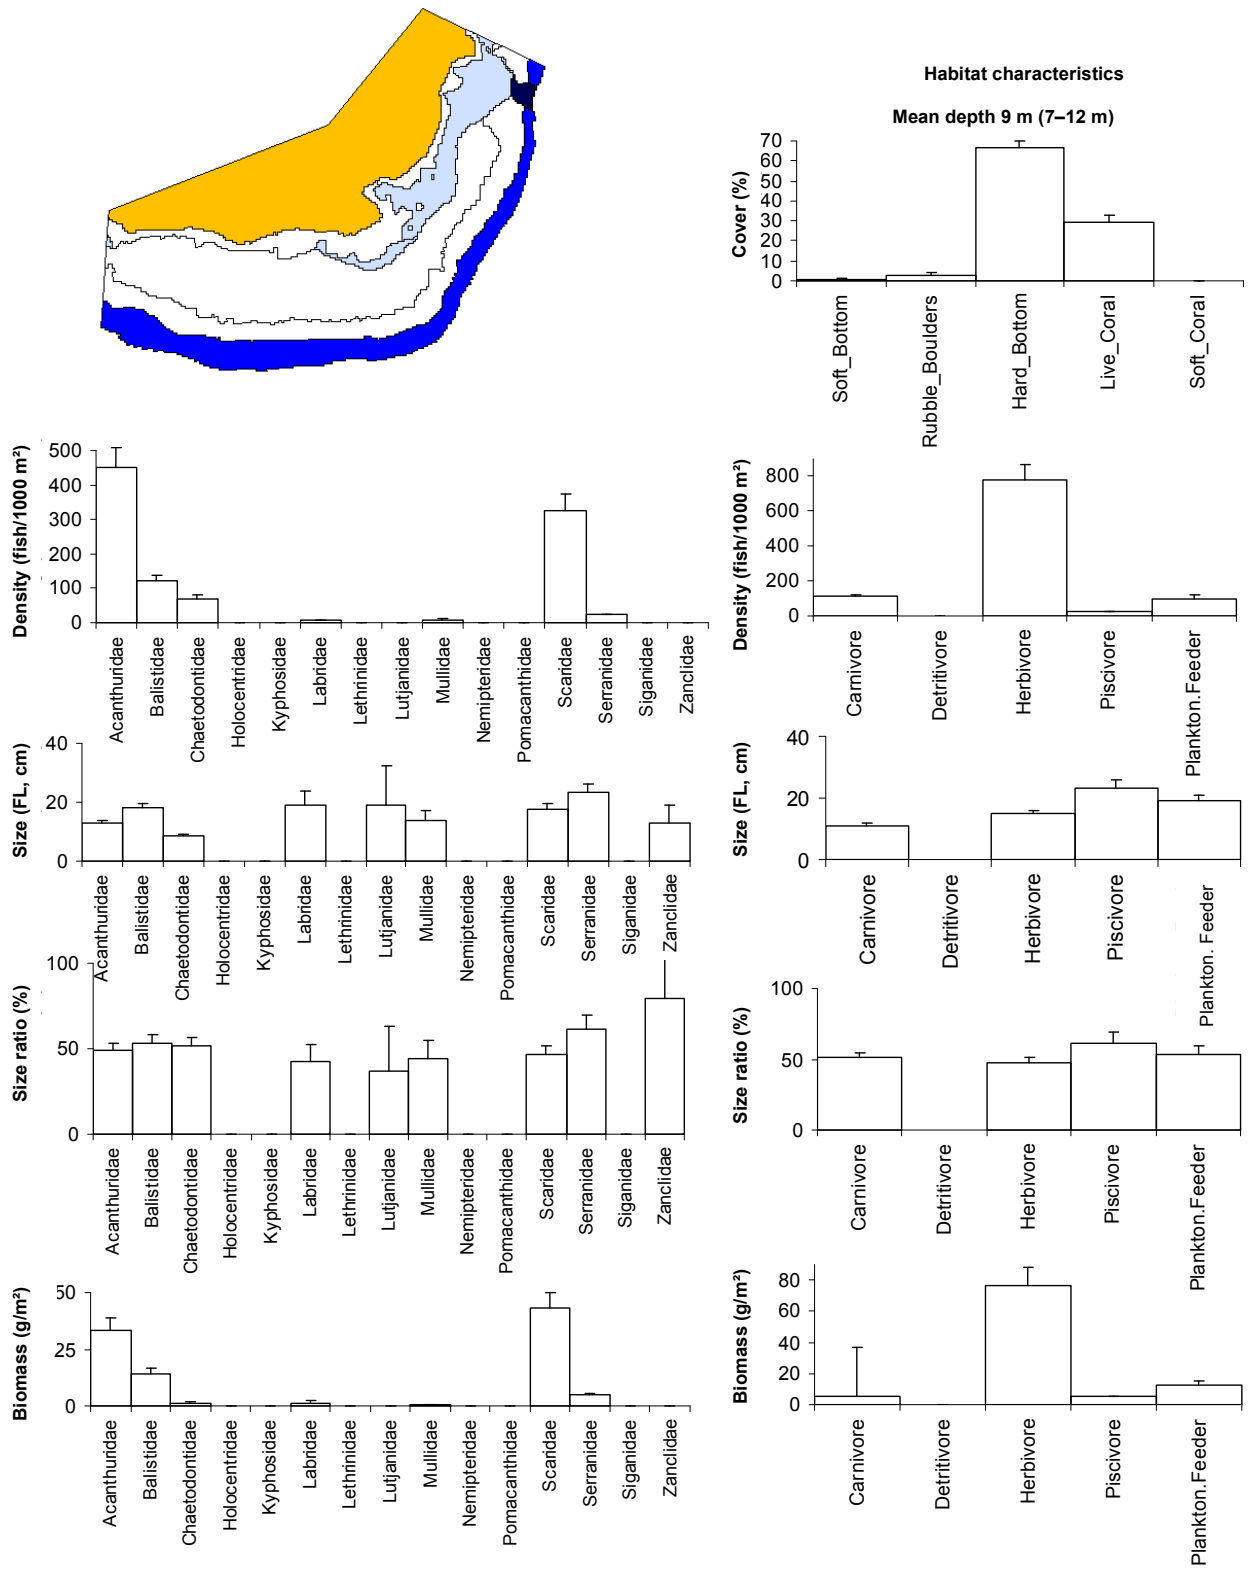 Habitat characteristics
Mean depth 9 m (7–12 m)
Cover (%)
70
60
50
40
30
20
10
0
Soft_Bottom
Rubble_Boulders
Hard_Bottom
Live_Coral
Soft_Coral
Density (fish/1000 m²)
500
400
300
200
100
0
Acanthuridae
Balistidae
Chaetodontidae
Holocentridae
Kyphosidae
Labridae
Lethrinidae
Lutjanidae
Mullidae
Nemipteridae
Pomacanthidae
Scaridae
Serranidae
Siganidae
Zanclidae
Density (fish/1000 m²)
800
600
400
200
0
Carnivore
Detritivore
Herbivore
Piscivore
Plankton.Feeder
Size (FL, cm)
40
20
0
Acanthuridae
Balistidae
Chaetodontidae
Holocentridae
Kyphosidae
Labridae
Lethrinidae
Lutjanidae
Mullidae
Nemipteridae
Pomacanthidae
Scaridae
Serranidae
Siganidae
Zanclidae
Size (FL, cm)
40
20
0
Carnivore
Detritivore
Herbivore
Piscivore
Plankton. Feeder
Size ratio (%)
100
50
0
Acanthuridae
Balistidae
Chaetodontidae
Holocentridae
Kyphosidae
Labridae
Lethrinidae
Lutjanidae
Mullidae
Nemipteridae
Pomacanthidae
Scaridae
Serranidae
Siganidae
Zanclidae
Size ratio (%)
100
50
0
Carnivore
Detritivore
Herbivore
Piscivore
Plankton.Feeder
Biomass (g/m²)
50
25
0
Acanthuridae
Balistidae
Chaetodontidae
Holocentridae
Kyphosidae
Labridae
Lethrinidae
Lutjanidae
Mullidae
Nemipteridae
Pomacanthidae
Scaridae
Serranidae
Siganidae
Zanclidae
Biomass (g/m²)
80
60
40
20
0
Carnivore
Detritivore
Herbivore
Piscivore
Plankton.Feeder